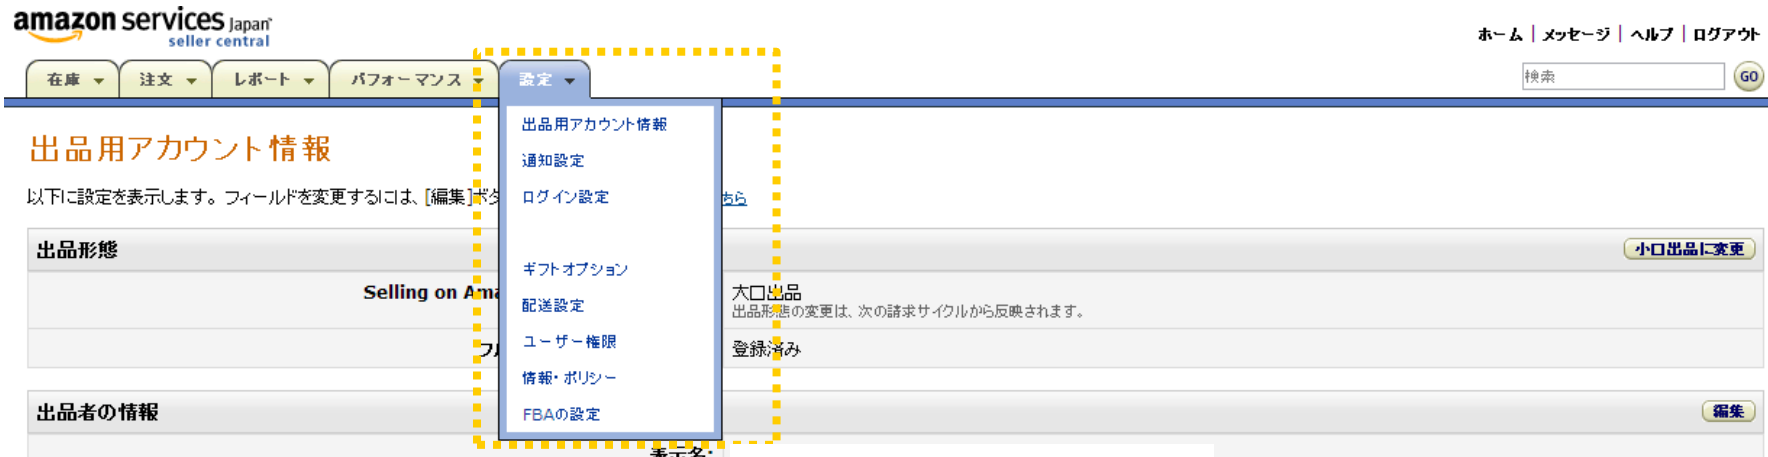 amazon services Japan
seller central
ホーム | メッセージ | ヘルプ | ログアウト
在庫 注文 レポート パフォーマンス 設定
検索 GO
出品用アカウント情報
通知設定
ログイン設定
ギフトオプション
配送設定
ユーザー権限
情報・ポリシー
FBAの設定
出品用アカウント情報
以下に設定を表示します。フィールドを変更するには、[編集]ボタ
ちら
出品形態 小口出品に変更
Selling on Ama 大口出品
出品形態の変更は、次の請求サイクルから反映されます。
フル 登録済み
出品者の情報 編集
表示名: